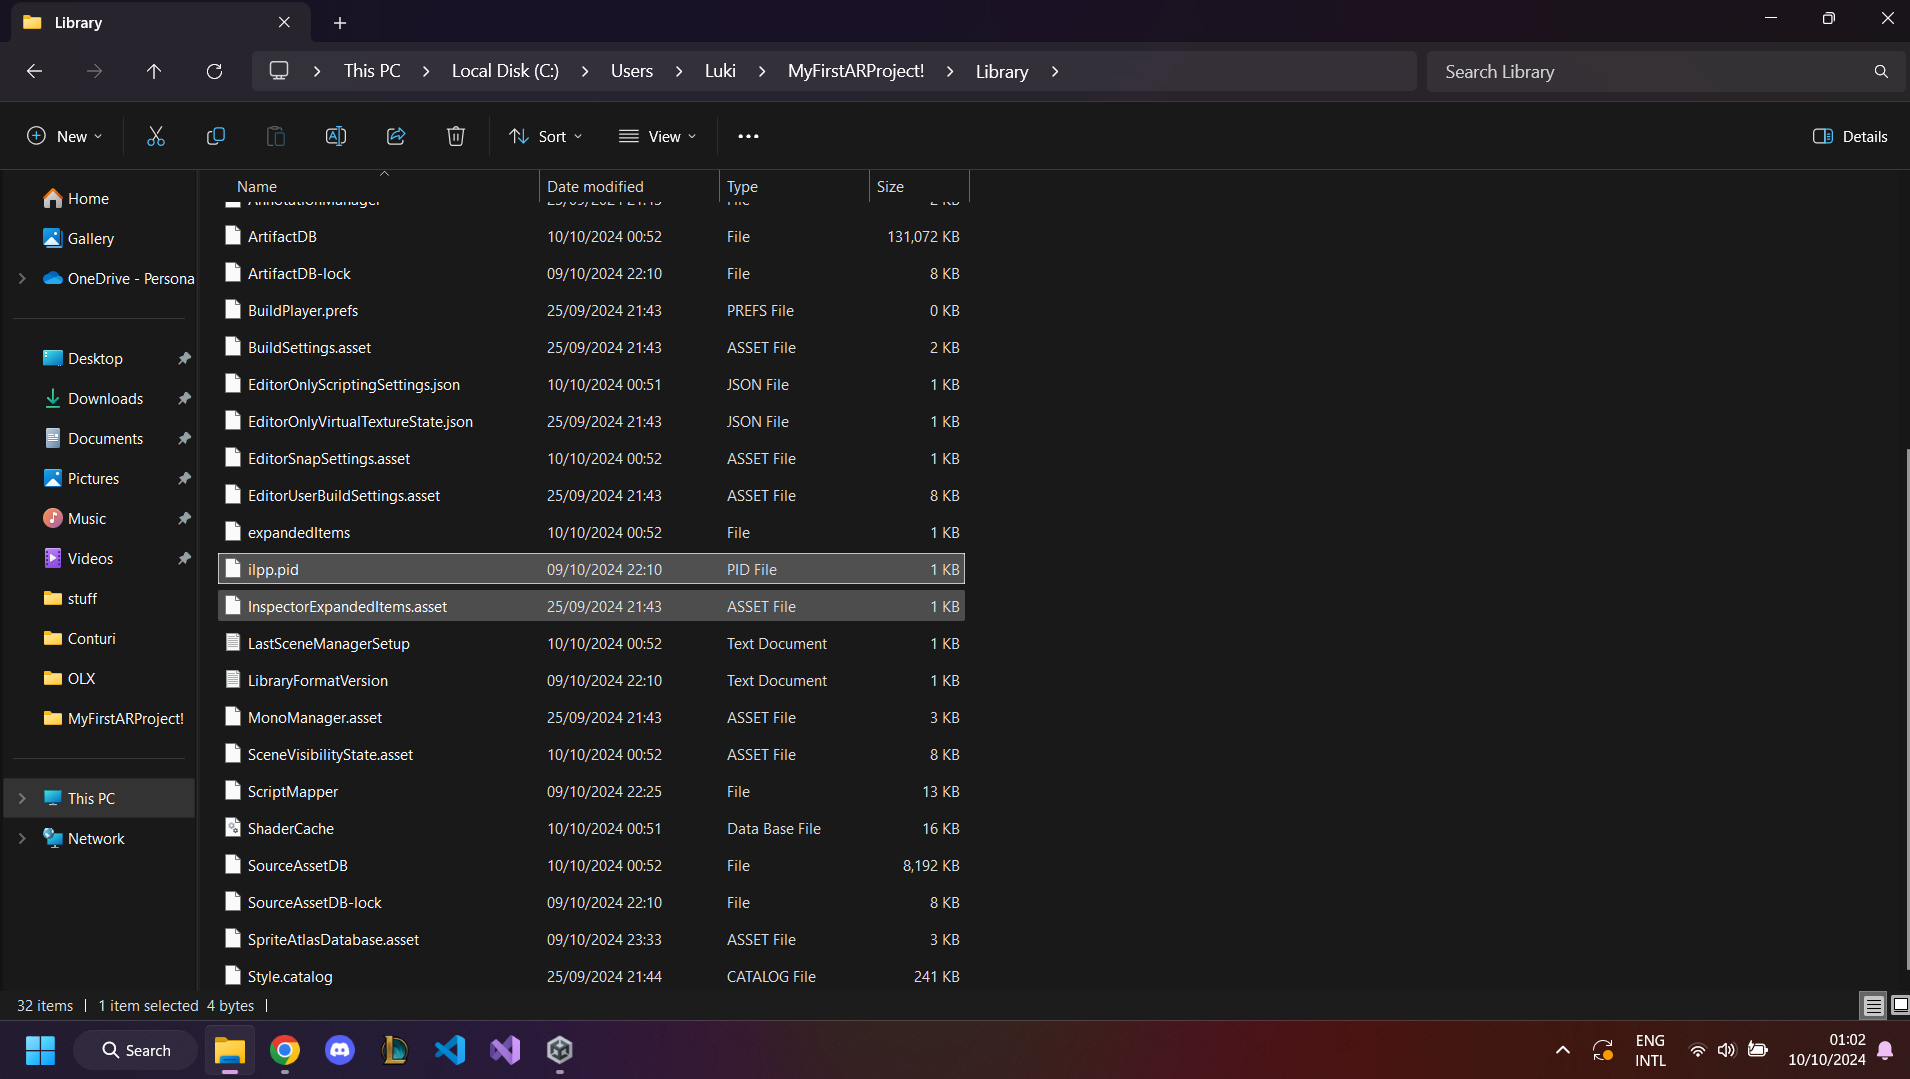 Library
This PC
Local Disk (C:)
Users
Luki
MyFirstARProject!
Library
Search Library
New
Sort
View
Details
Home
Gallery
OneDrive - Persona
Desktop
Downloads
Documents
Pictures
Music
Videos
stuff
Conturi
OLX
MyFirstARProject!
This PC
Network
Name Date modified Type Size
AnnotationManager 25/09/2024 21:43 File 2 KB
ArtifactDB 10/10/2024 00:52 File 131,072 KB
ArtifactDB-lock 09/10/2024 22:10 File 8 KB
BuildPlayer.prefs 25/09/2024 21:43 PREFS File 0 KB
BuildSettings.asset 25/09/2024 21:43 ASSET File 2 KB
EditorOnlyScriptingSettings.json 10/10/2024 00:51 JSON File 1 KB
EditorOnlyVirtualTextureState.json 25/09/2024 21:43 JSON File 1 KB
EditorSnapSettings.asset 10/10/2024 00:52 ASSET File 1 KB
EditorUserBuildSettings.asset 25/09/2024 21:43 ASSET File 8 KB
expandedItems 10/10/2024 00:52 File 1 KB
ilpp.pid 09/10/2024 22:10 PID File 1 KB
InspectorExpandedItems.asset 25/09/2024 21:43 ASSET File 1 KB
LastSceneManagerSetup 10/10/2024 00:52 Text Document 1 KB
LibraryFormatVersion 09/10/2024 22:10 Text Document 1 KB
MonoManager.asset 25/09/2024 21:43 ASSET File 3 KB
SceneVisibilityState.asset 10/10/2024 00:52 ASSET File 8 KB
ScriptMapper 09/10/2024 22:25 File 13 KB
ShaderCache 10/10/2024 00:51 Data Base File 16 KB
SourceAssetDB 10/10/2024 00:52 File 8,192 KB
SourceAssetDB-lock 09/10/2024 22:10 File 8 KB
SpriteAtlasDatabase.asset 09/10/2024 23:33 ASSET File 3 KB
Style.catalog 25/09/2024 21:44 CATALOG File 241 KB
32 items 1 item selected 4 bytes
Search
ENG
INTL
01:02
10/10/2024